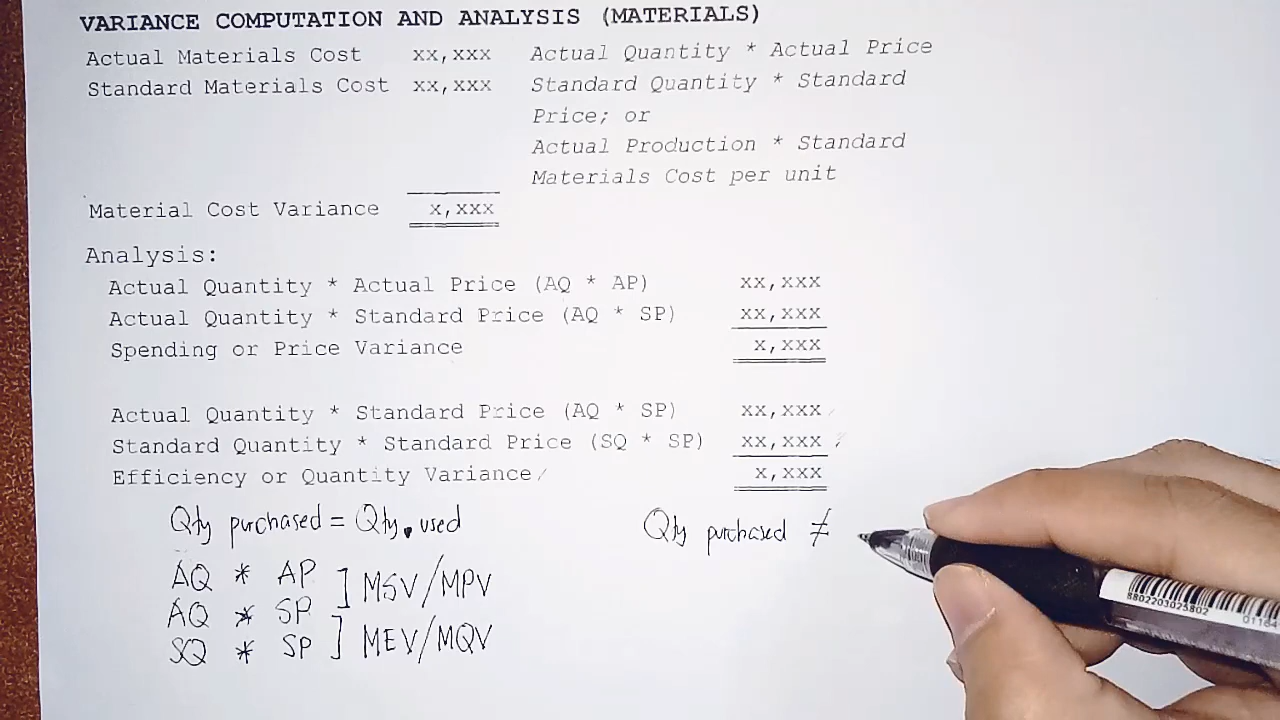 VARIANCE COMPUTATION AND ANALYSIS (MATERIALS)
Actual Materials Cost xx,xxx Actual Quantity * Actual Price
Standard Materials Cost xx,xxx Standard Quantity * Standard
Price; or
Actual Production * Standard
Materials Cost per unit
Material Cost Variance x,xxx
Analysis:
Actual Quantity * Actual Price (AQ * AP) xx,xxx
Actual Quantity * Standard Price (AQ * SP) xx,xxx
Spending or Price Variance x,xxx
Actual Quantity * Standard Price (AQ * SP) xx,xxx
Standard Quantity * Standard Price (SQ * SP) xx,xxx
Efficiency or Quantity Variance x,xxx
Qty purchased = Qty used Qty purchased ≠
AQ * AP ] MSV/MPV
AQ * SP
SQ * SP ] MEV/MQV
8802203025802
0116